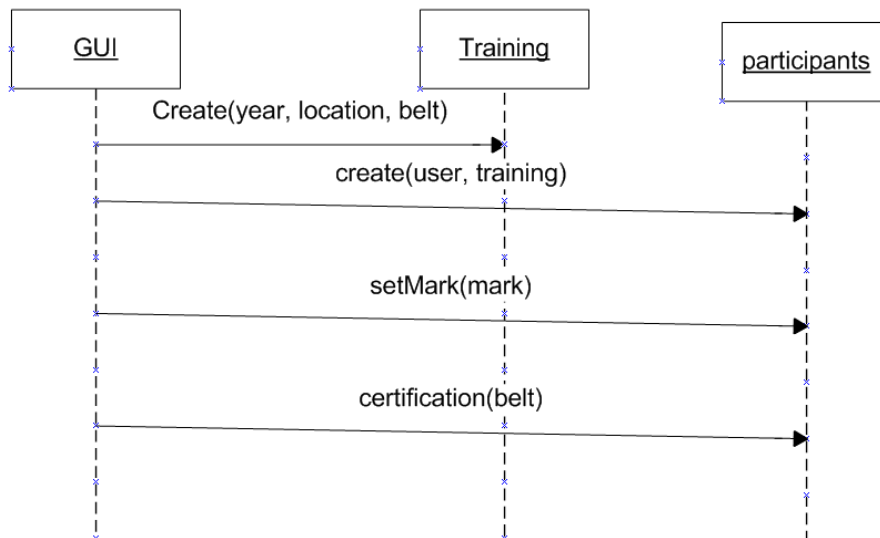 GUI
Training
participants
Create(year, location, belt)
create(user, training)
setMark(mark)
certification(belt)